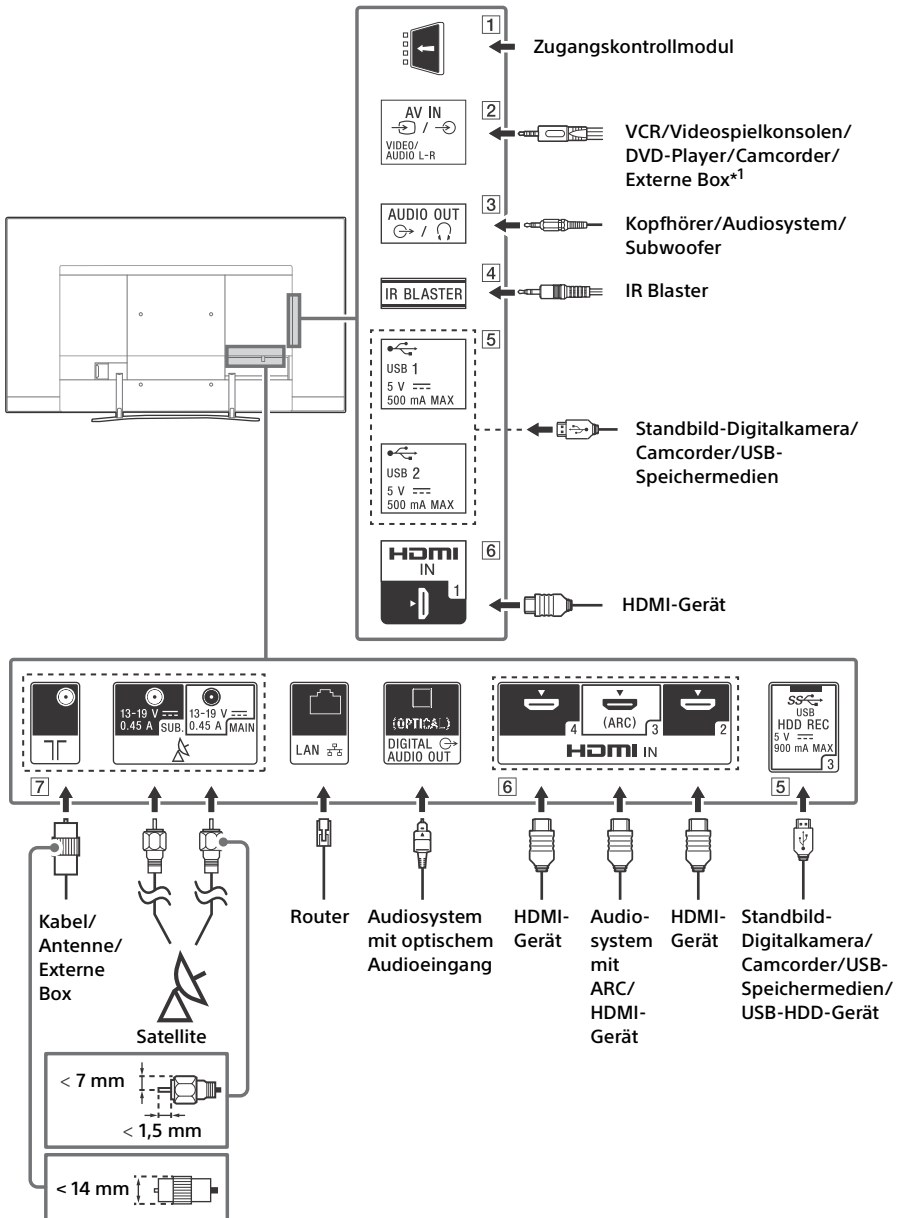 1
Zugangskontrollmodul
AV IN
/
VIDEO/
AUDIO L-R
2
VCR/Videospielkonsolen/
DVD-Player/Camcorder/
Externe Box*1
AUDIO OUT
/
3
Kopfhörer/Audiosystem/
Subwoofer
4
IR BLASTER
IR Blaster
5
USB 1
5 V
500 mA MAX
USB 2
5 V
500 mA MAX
Standbild-Digitalkamera/
Camcorder/USB-
Speichermedien
HDMI
IN
1
6
HDMI-Gerät
13-19 V
0.45 A SUB.
13-19 V
0.45 A MAIN
LAN
(OPTICAL)
DIGITAL
AUDIO OUT
4
(ARC) 3
2
HDMI IN
SS
USB
HDD REC
5 V
900 mA MAX
3
7
6
5
Kabel/
Antenne/
Externe
Box
Satellite
Router
Audiosystem
mit optischem
Audioeingang
HDMI-
Gerät
Audio-
system
mit
ARC/
HDMI-
Gerät
HDMI-
Gerät
Standbild-
Digitalkamera/
Camcorder/USB-
Speichermedien/
USB-HDD-Gerät
< 7 mm
< 1,5 mm
< 14 mm